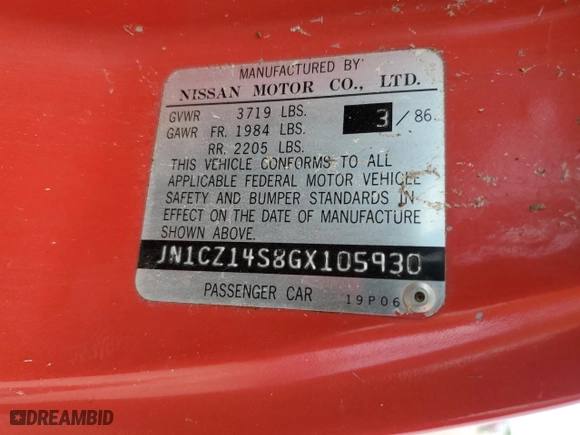 MANUFACTURED BY
NISSAN MOTOR CO., LTD.
GVWR 3719 LBS. 3 / 86
GAWR FR. 1984 LBS.
RR. 2205 LBS.
THIS VEHICLE CONFORMS TO ALL
APPLICABLE FEDERAL MOTOR VEHICLE
SAFETY AND BUMPER STANDARDS IN
EFFECT ON THE DATE OF MANUFACTURE
SHOWN ABOVE.
JN1CZ14S8GX105930
PASSENGER CAR 19P06
DREAMBID